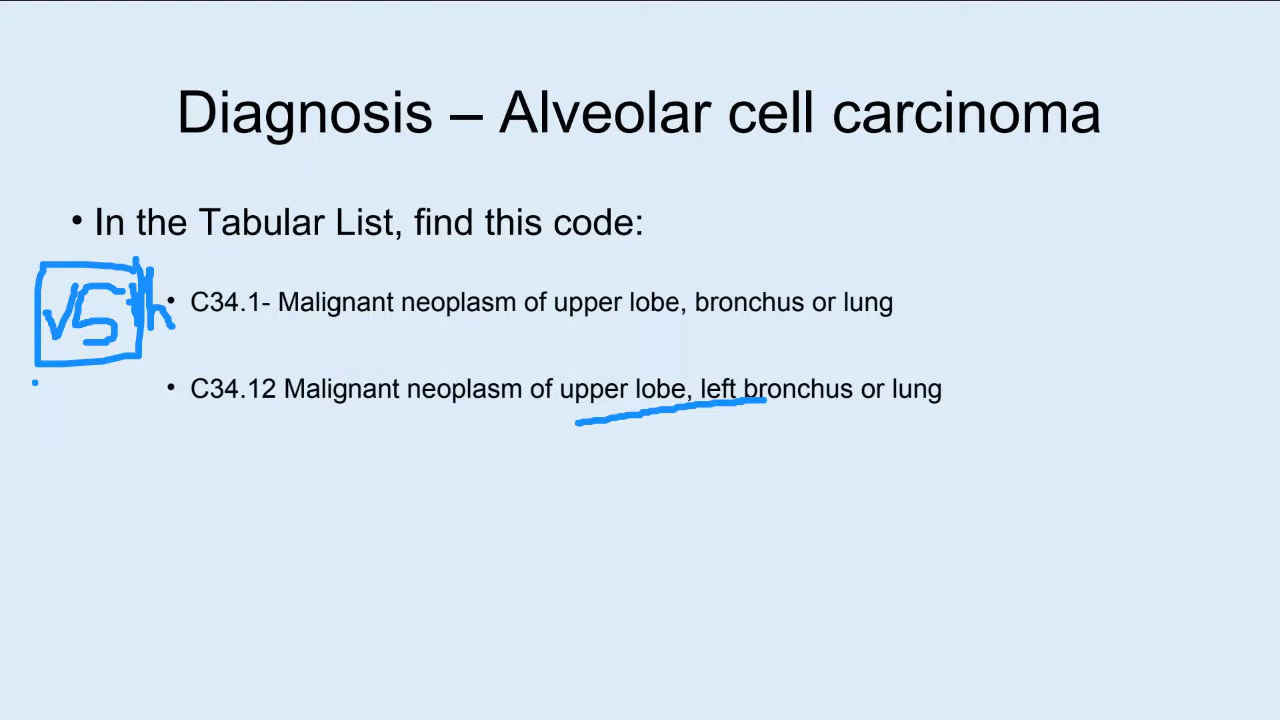 Diagnosis – Alveolar cell carcinoma
• In the Tabular List, find this code:
√5th
• C34.1- Malignant neoplasm of upper lobe, bronchus or lung
• C34.12 Malignant neoplasm of upper lobe, left bronchus or lung